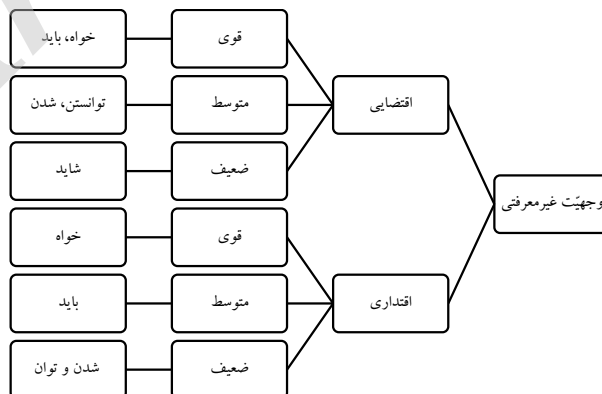 وجهیّت غیرمعرفتی
اقتضایی
قوی
خواه، باید
متوسط
توانستن، شدن
ضعیف
شاید
اقتداری
قوی
خواه
متوسط
باید
ضعیف
شدن و توان